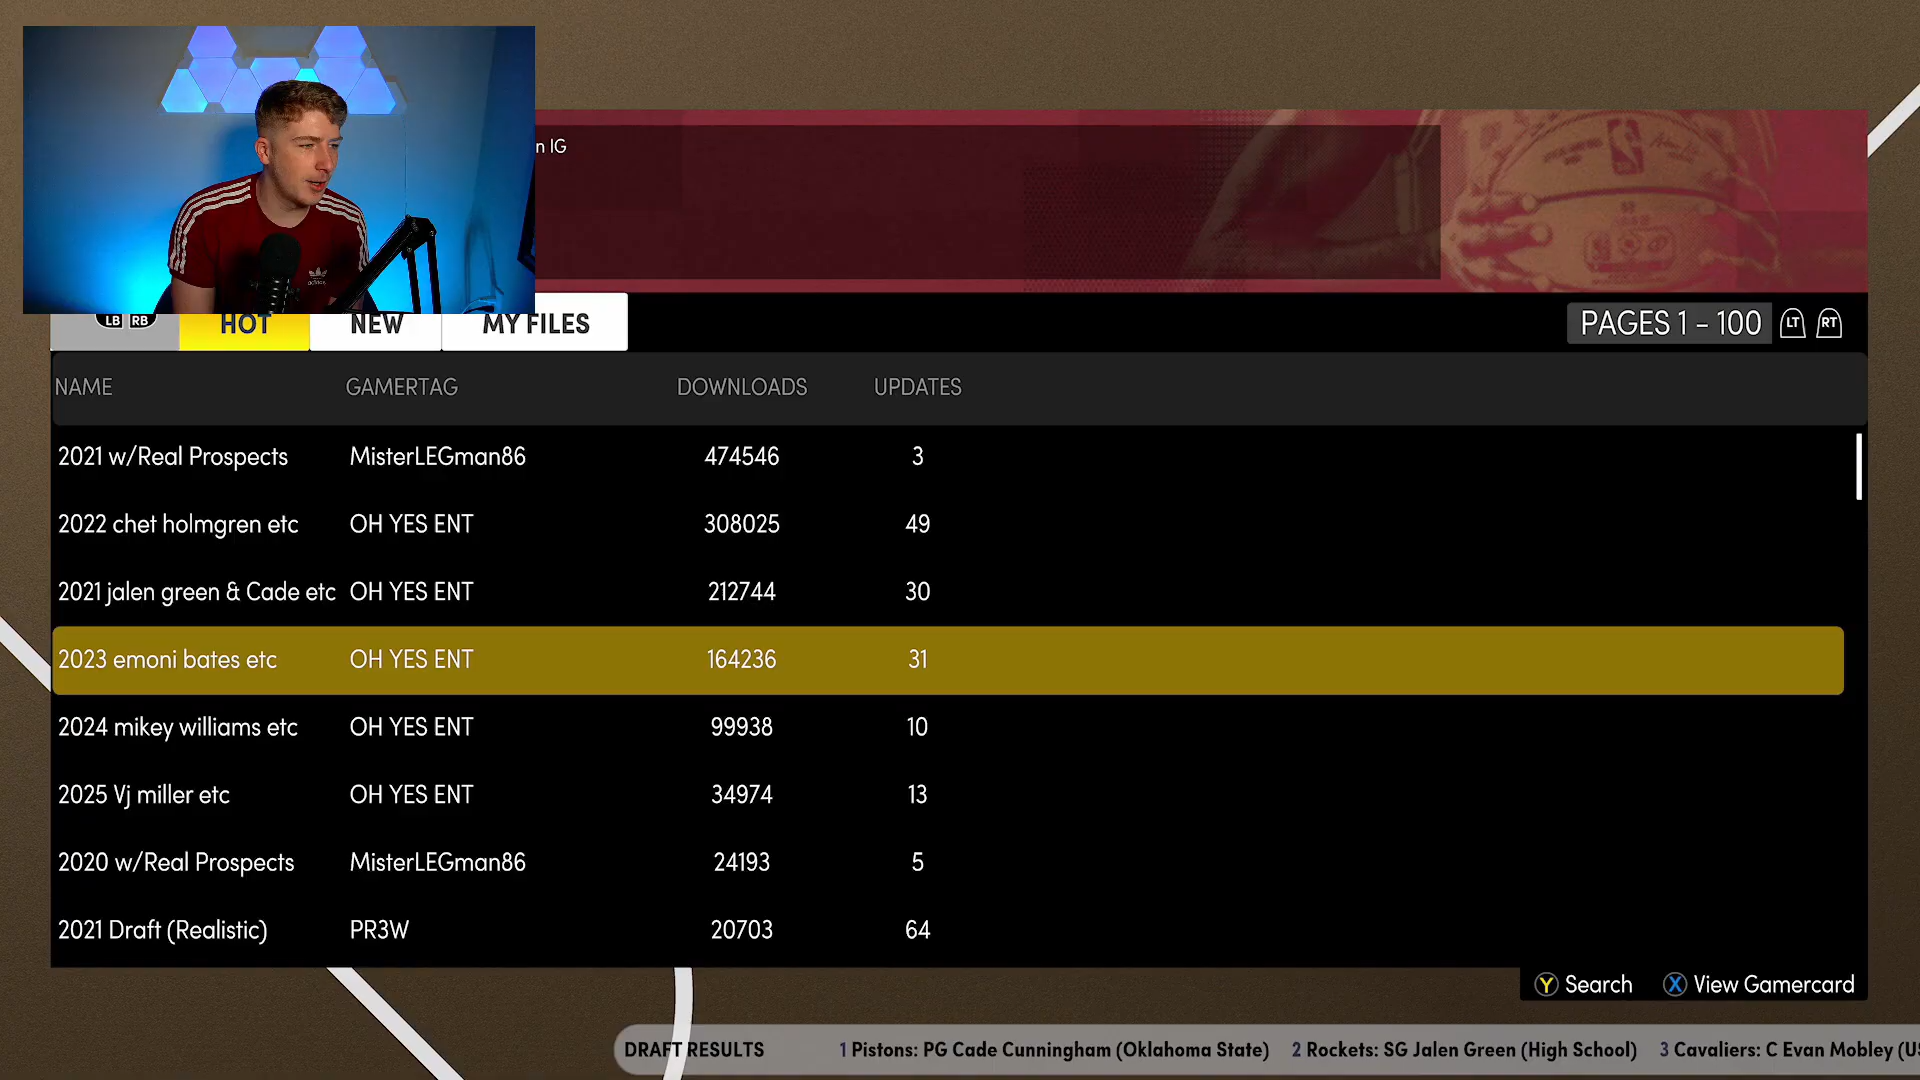 n IG
LB RB HOT NEW MY FILES PAGES 1 - 100 LT RT
NAME GAMERTAG DOWNLOADS UPDATES
2021 w/Real Prospects MisterLEGman86 474546 3
2022 chet holmgren etc OH YES ENT 308025 49
2021 jalen green & Cade etc OH YES ENT 212744 30
2023 emoni bates etc OH YES ENT 164236 31
2024 mikey williams etc OH YES ENT 99938 10
2025 Vj miller etc OH YES ENT 34974 13
2020 w/Real Prospects MisterLEGman86 24193 5
2021 Draft (Realistic) PR3W 20703 64
Y Search X View Gamercard
DRAFT RESULTS 1 Pistons: PG Cade Cunningham (Oklahoma State) 2 Rockets: SG Jalen Green (High School) 3 Cavaliers: C Evan Mobley (US